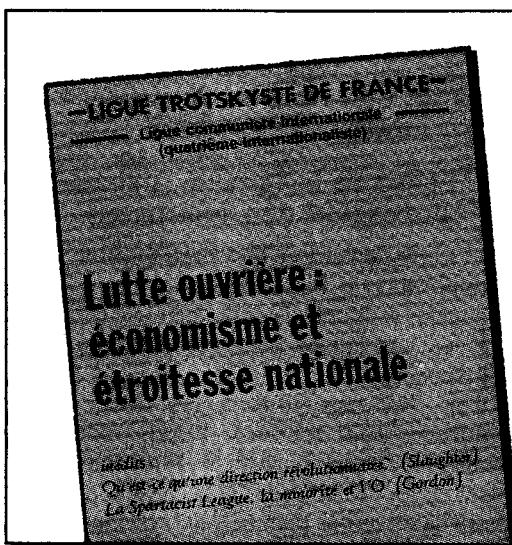 LIGUE TROTSKYSTE DE FRANCE
Ligue communiste internationale
(quatrième-internationaliste)
Lutte ouvrière :
économisme et
étroitesse nationale
inédits :
Qu'est-ce qu'une direction révolutionnaire? (Slaughter)
La Spartacist League, la minorité et VO (Gordon)